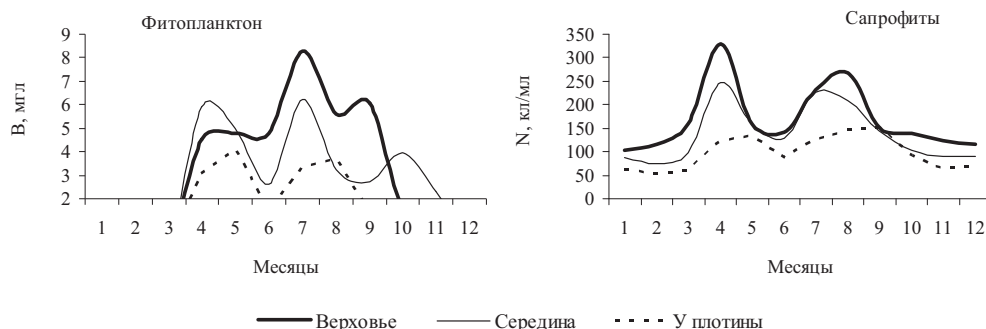 Фитопланктон
В, мгл
9
8
7
6
5
4
3
2
1 2 3 4 5 6 7 8 9 10 11 12
Месяцы
Сапрофиты
N, кл/мл
350
300
250
200
150
100
50
0
1 2 3 4 5 6 7 8 9 10 11 12
Месяцы
Верховье Середина У плотины